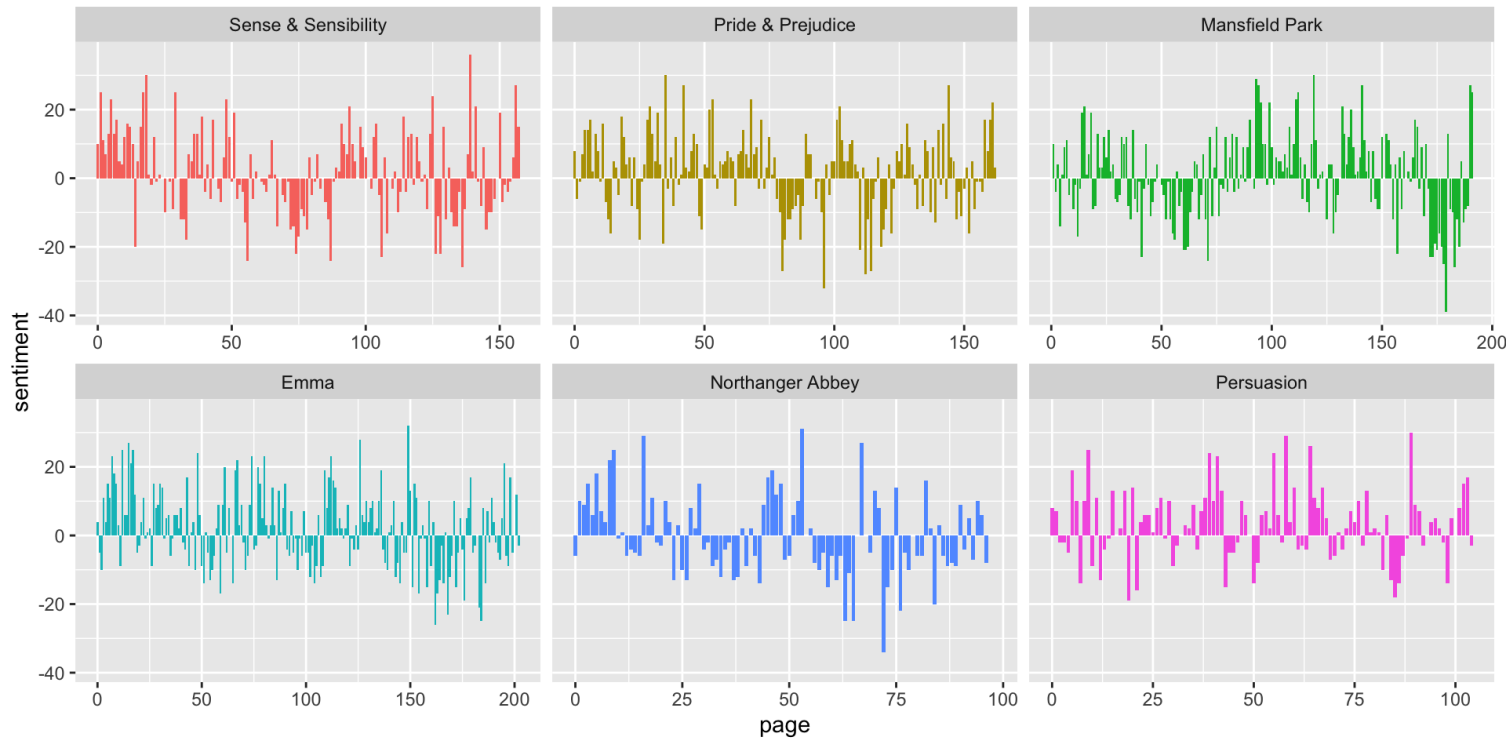 Sense & Sensibility
Pride & Prejudice
Mansfield Park
20
0
-20
-40
0 50 100 150
0 50 100 150
0 50 100 150 200
sentiment
Emma
Northanger Abbey
Persuasion
20
0
-20
-40
0 50 100 150 200
0 25 50 75 100
0 25 50 75 100
page